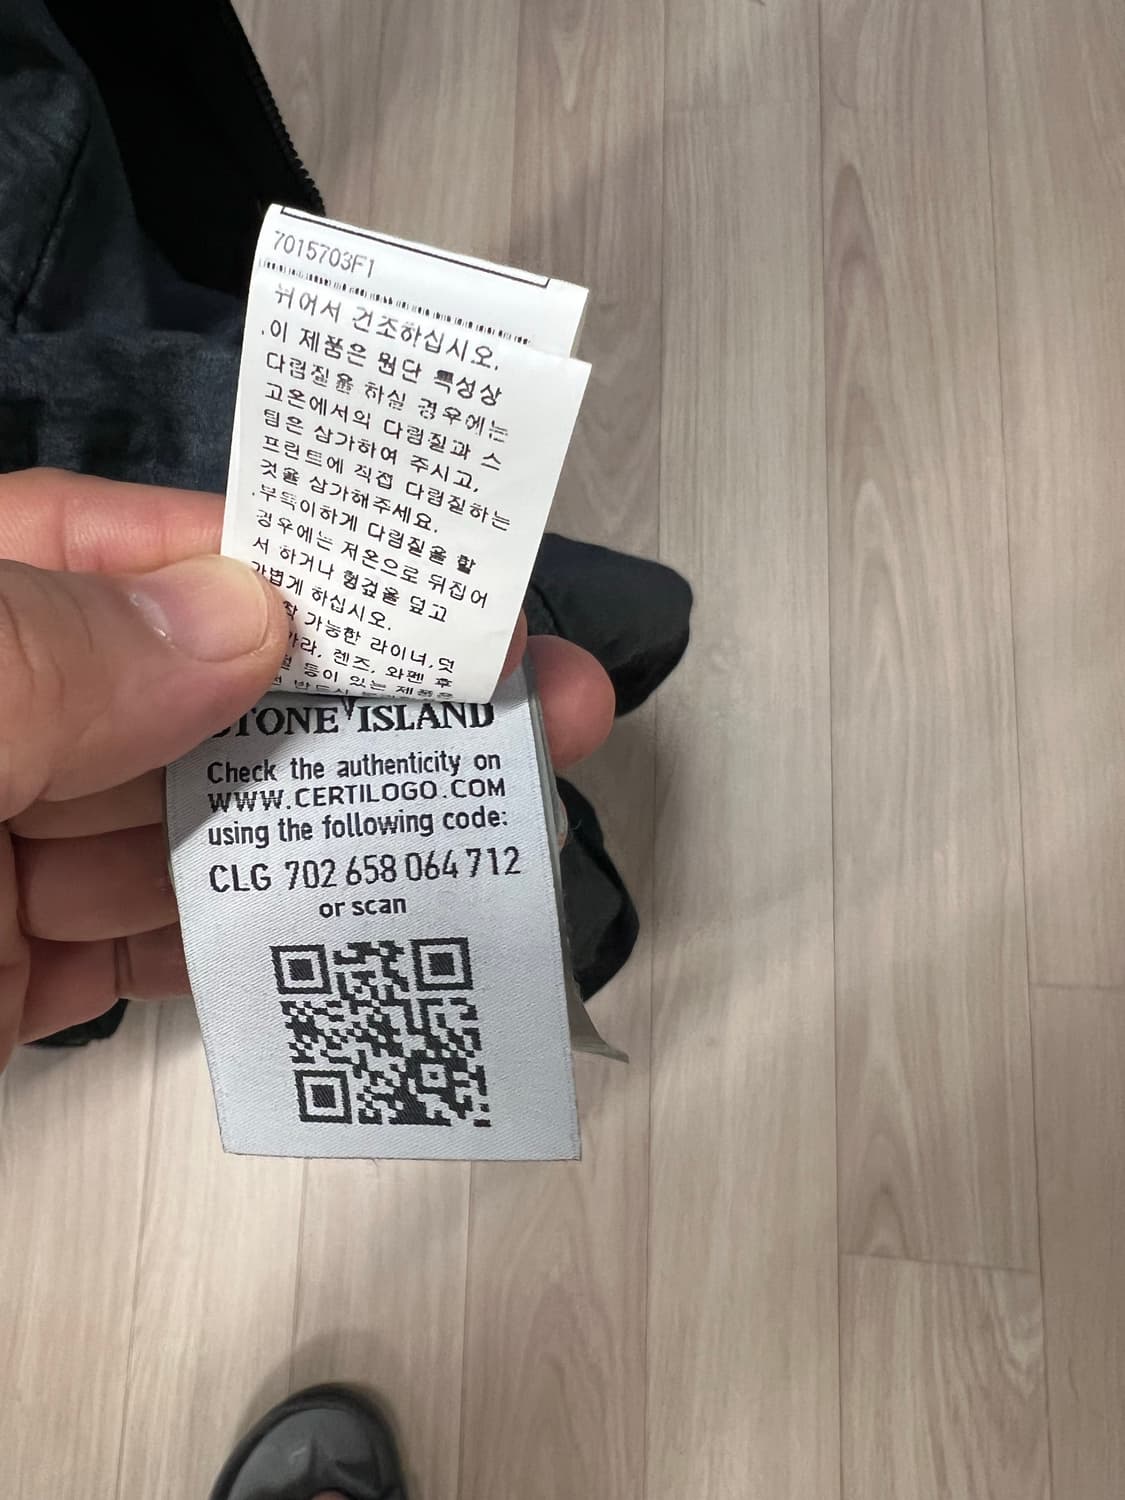 7015703F1
뉘어서 건조하십시오.
.이 제품은 원단 특성상
다림질을 하실 경우에는
고온에서의 다림질과 스
팀은 삼가하여 주시고,
프린트에 직접 다림질하는
것을 삼가해주세요.
.부득이하게 다림질을 할
경우에는 저온으로 뒤집어
서 하거나 헝겊을 덮고
가볍게 하십시오.
가능한 라이너,덧
렌즈, 와펜 후
등이 있는 제품은
STONE ISLAND
Check the authenticity on
WWW.CERTILOGO.COM
using the following code:
CLG 702 658 064 712
or scan